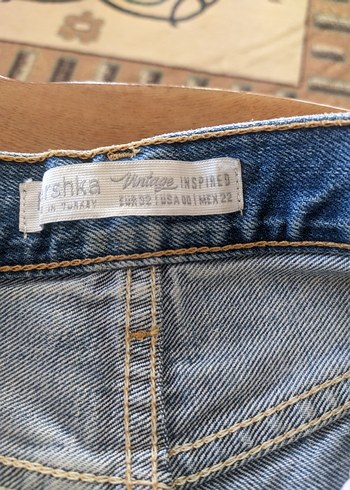 rshka Vintage INSPIRED
IN TURKEY EUR 32 | USA 00 | MEX 22